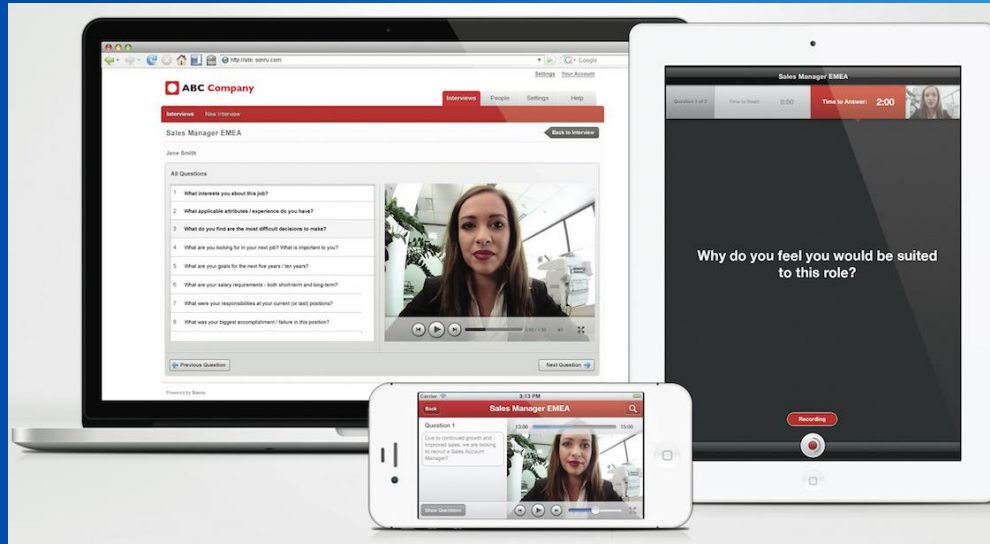 http://abc.sonru.com
Google
Settings Your Account
ABC Company
Interviews People Settings Help
Interviews New Interview
Sales Manager EMEA
Back to Interview
Jane Smith
All Questions
1 What interests you about this job?
2 What applicable attributes / experience do you have?
3 What do you find are the most difficult decisions to make?
4 What are you looking for in your next job? What is important to you?
5 What are your goals for the next five years / ten years?
6 What are your salary requirements - both short-term and long-term?
7 What were your responsibilities at your current (or last) positions?
8 What was your biggest accomplishment / failure in this position?
Previous Question
Next Question
Powered by Sonru
Sales Manager EMEA
Question 1 of 2 Time to Read: 0:00 Time to Answer: 2:00
Why do you feel you would be suited
to this role?
Recording
Carrier 3:13 PM
Back Sales Manager EMEA
Question 1
13:00 15:00
Due to continued growth and
improved sales, we are looking
to recruit a Sales Account
Manager?
Show Questions